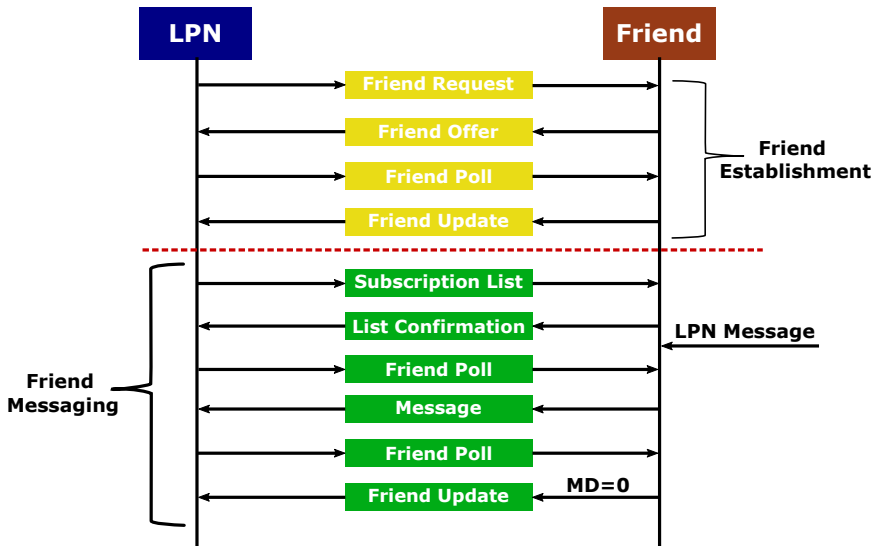 LPN
Friend
Friend Request
Friend Offer
Friend Poll
Friend Update
Friend
Establishment
Subscription List
List Confirmation
LPN Message
Friend Poll
Message
Friend Poll
MD=0
Friend Update
Friend
Messaging